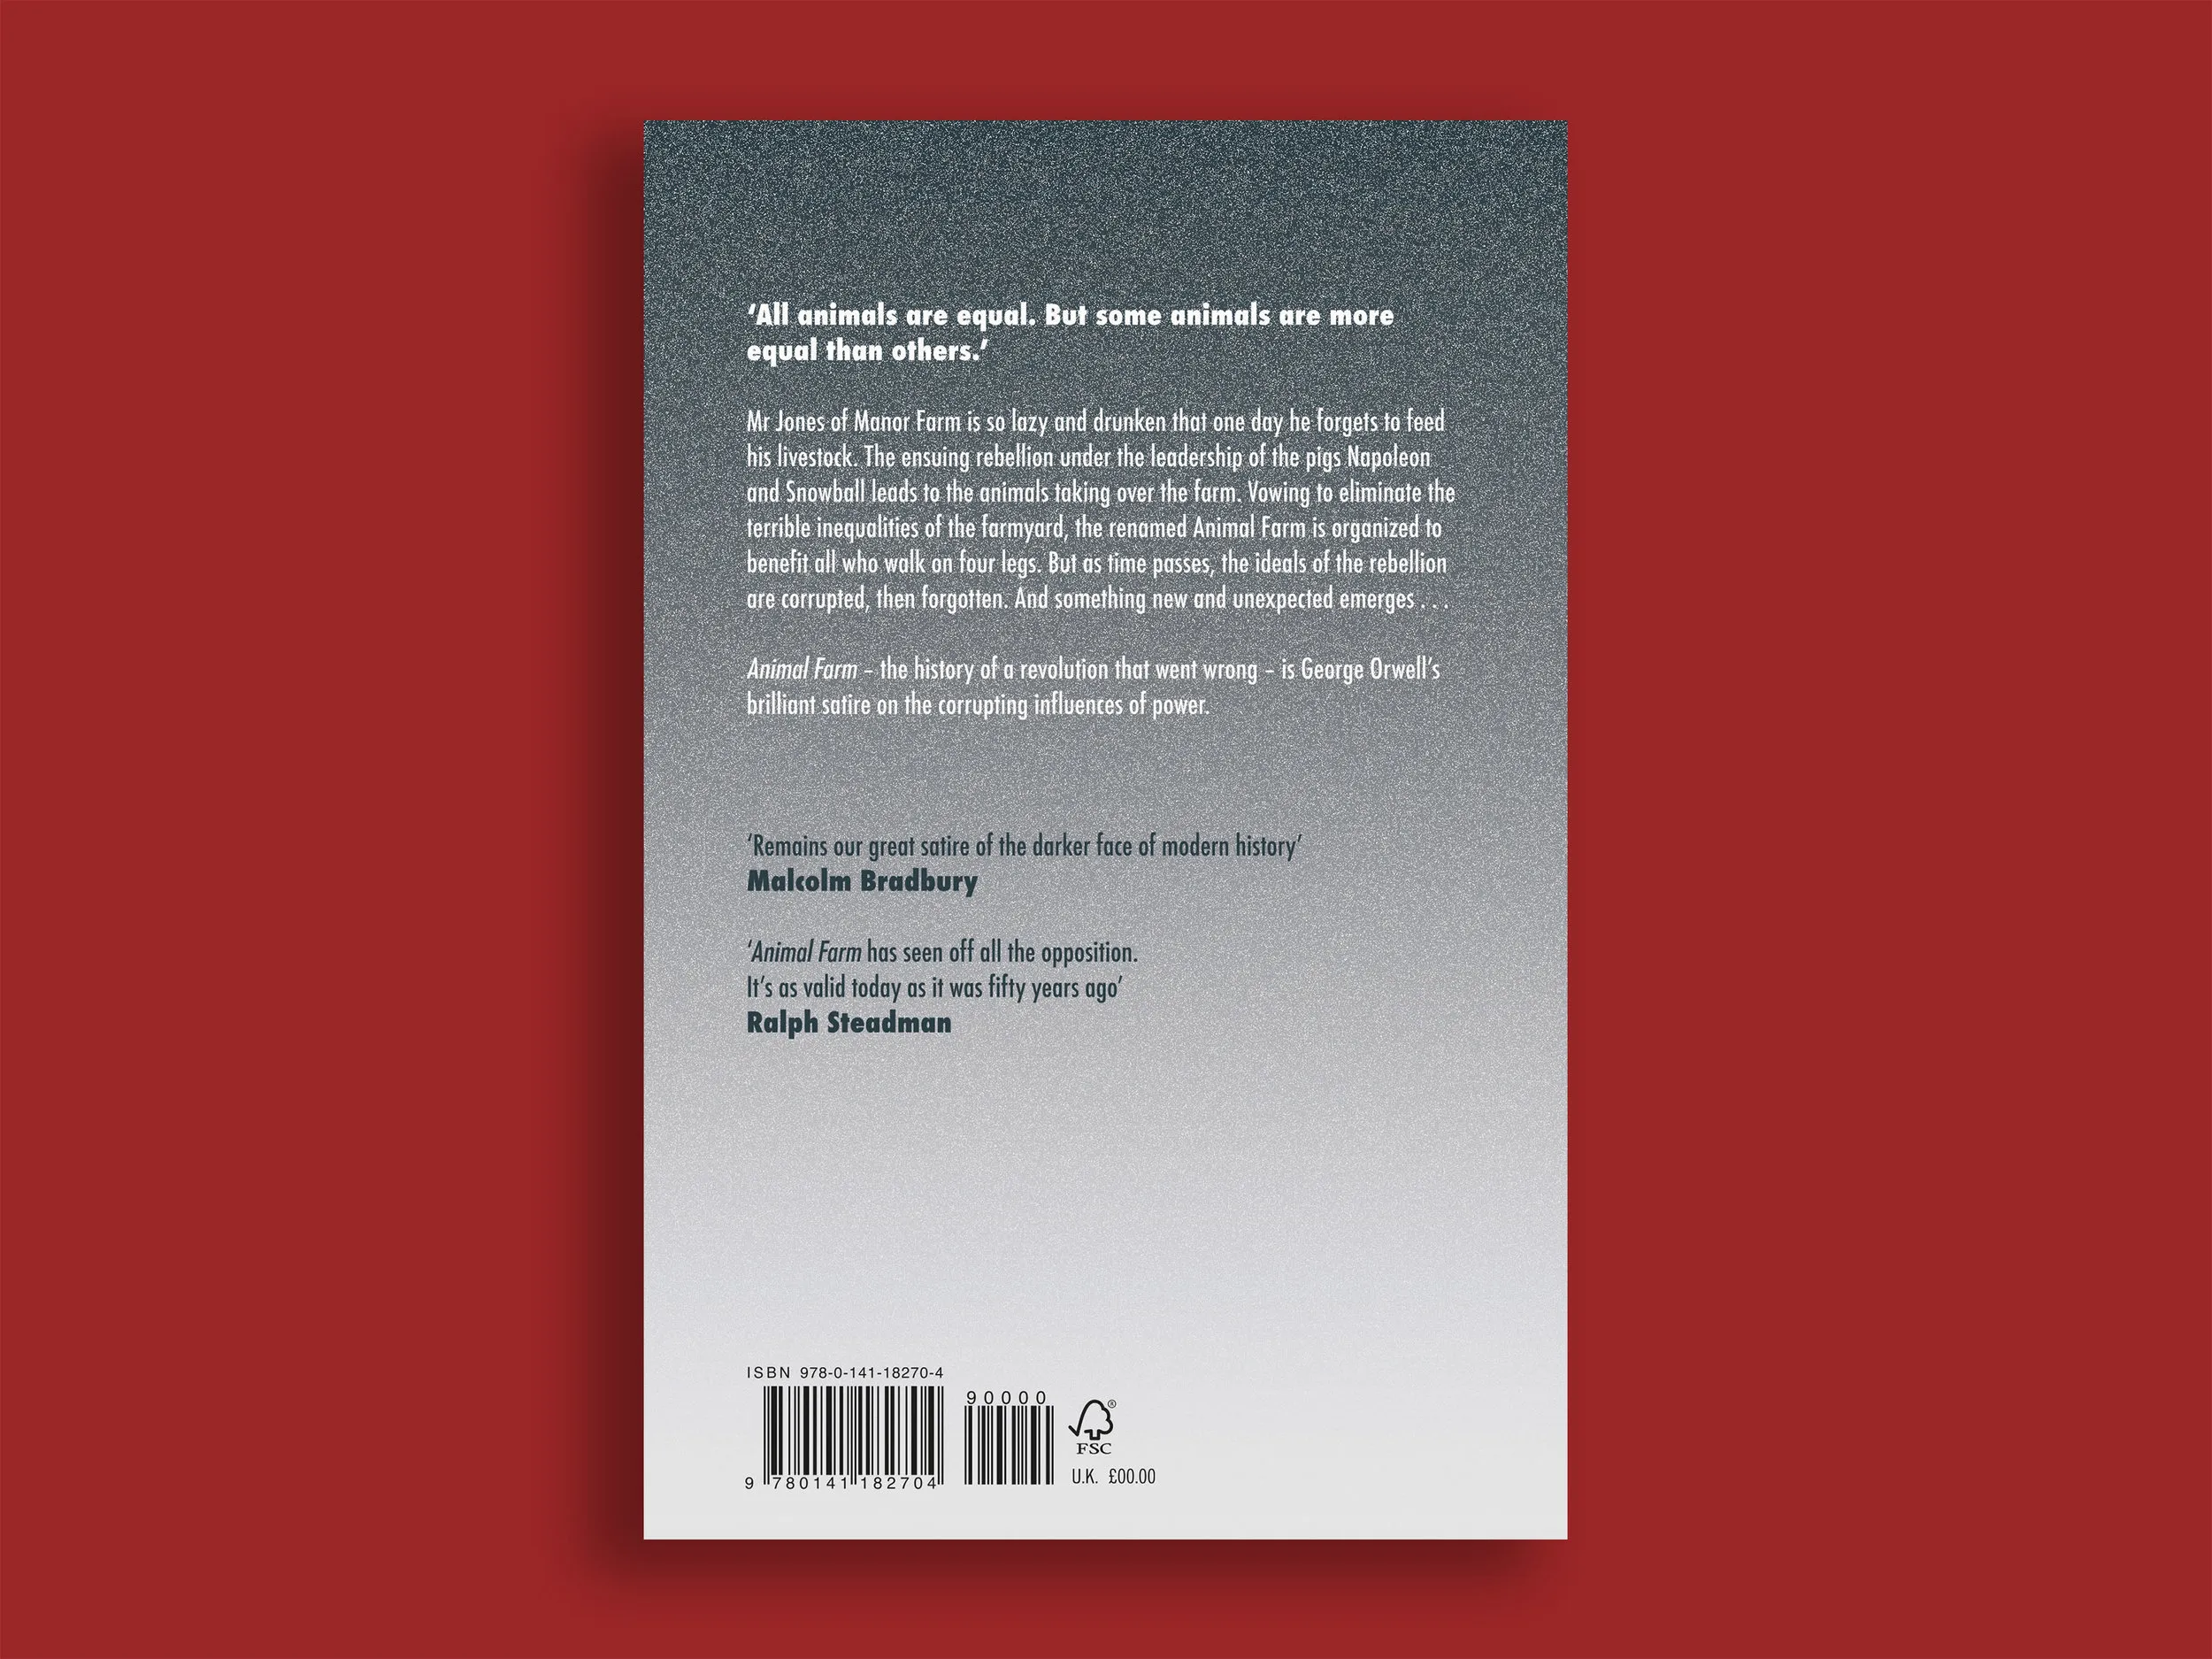 ‘All animals are equal. But some animals are more
equal than others.’
Mr Jones of Manor Farm is so lazy and drunken that one day he forgets to feed
his livestock. The ensuing rebellion under the leadership of the pigs Napoleon
and Snowball leads to the animals taking over the farm. Vowing to eliminate the
terrible inequalities of the farmyard, the renamed Animal Farm is organized to
benefit all who walk on four legs. But as time passes, the ideals of the rebellion
are corrupted, then forgotten. And something new and unexpected emerges . . .
Animal Farm – the history of a revolution that went wrong – is George Orwell’s
brilliant satire on the corrupting influences of power.
‘Remains our great satire of the darker face of modern history’
Malcolm Bradbury
‘Animal Farm has seen off all the opposition.
It’s as valid today as it was fifty years ago’
Ralph Steadman
ISBN 978-0-141-18270-4
90000
9 780141 182704
®
FSC
U.K. £00.00